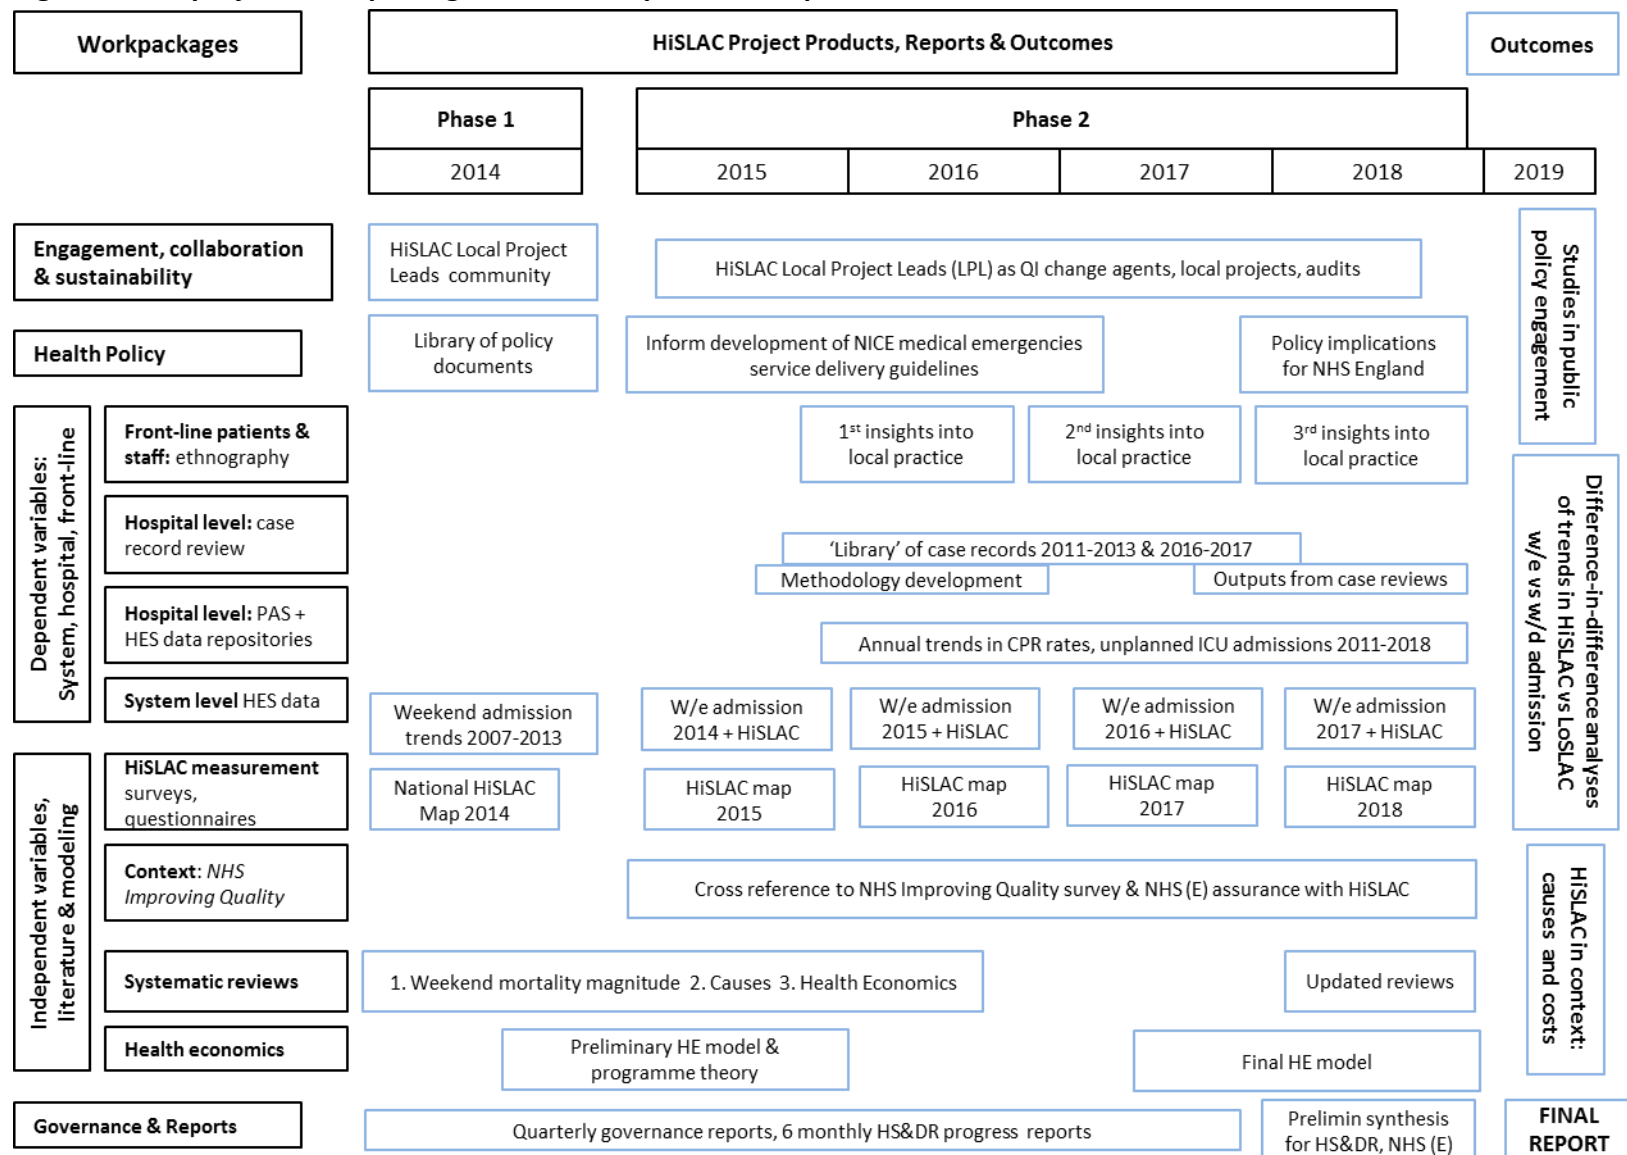 Workpackages
HiSLAC Project Products, Reports & Outcomes
Outcomes
Phase 1
Phase 2
2014
2015
2016
2017
2018
2019
Engagement, collaboration
& sustainability
HiSLAC Local Project
Leads community
HiSLAC Local Project Leads (LPL) as QI change agents, local projects, audits
Studies in public
policy engagement
Health Policy
Library of policy
documents
Inform development of NICE medical emergencies
service delivery guidelines
Policy implications
for NHS England
Dependent variables:
System, hospital, front-line
Front-line patients &
staff: ethnography
1st insights into
local practice
2nd insights into
local practice
3rd insights into
local practice
Difference-in-difference analyses
of trends in HiSLAC vs LoSLAC
w/e vs w/d admission
Hospital level: case
record review
‘Library’ of case records 2011-2013 & 2016-2017
Methodology development
Outputs from case reviews
Hospital level: PAS +
HES data repositories
Annual trends in CPR rates, unplanned ICU admissions 2011-2018
System level HES data
Weekend admission
trends 2007-2013
W/e admission
2014 + HiSLAC
W/e admission
2015 + HiSLAC
W/e admission
2016 + HiSLAC
W/e admission
2017 + HiSLAC
Independent variables,
literature & modeling
HiSLAC measurement
surveys,
questionnaires
National HiSLAC
Map 2014
HiSLAC map
2015
HiSLAC map
2016
HiSLAC map
2017
HiSLAC map
2018
Context: NHS
Improving Quality
Cross reference to NHS Improving Quality survey & NHS (E) assurance with HiSLAC
HiSLAC in context:
causes and costs
Systematic reviews
1. Weekend mortality magnitude 2. Causes 3. Health Economics
Updated reviews
Health economics
Preliminary HE model &
programme theory
Final HE model
Governance & Reports
Quarterly governance reports, 6 monthly HS&DR progress reports
Prelimin synthesis
for HS&DR, NHS (E)
FINAL
REPORT